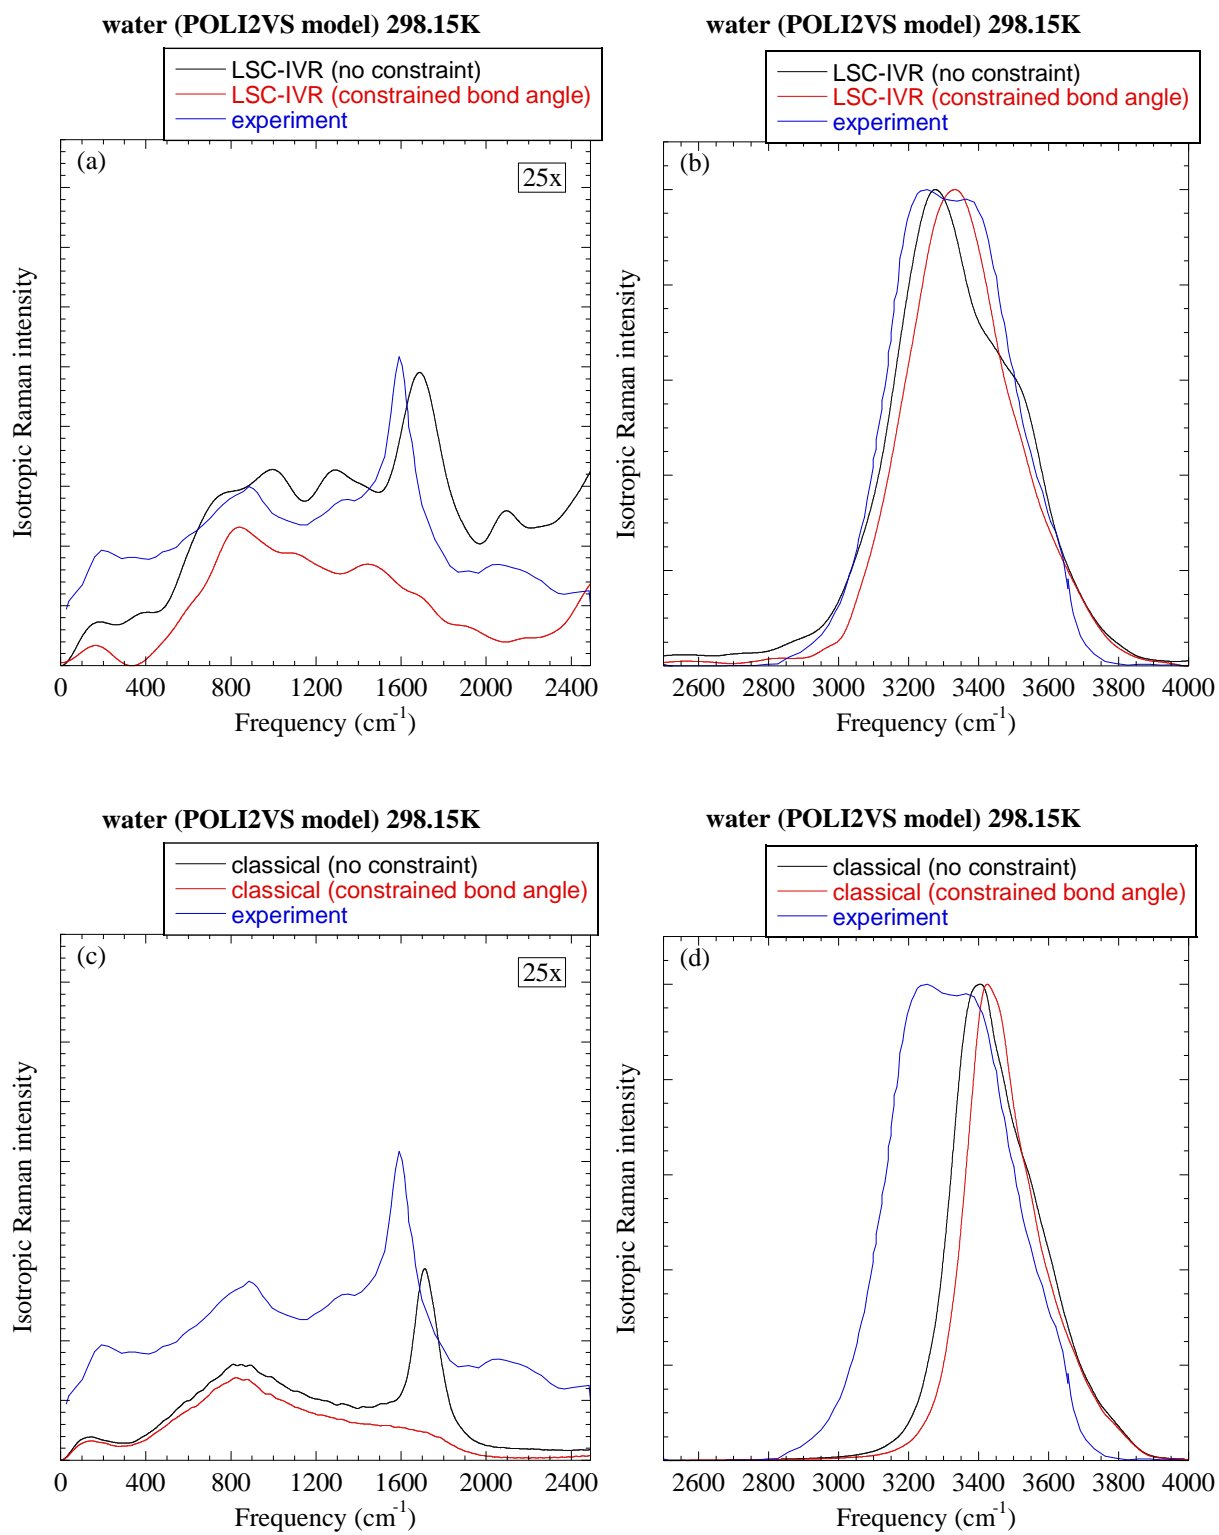 water (POLI2VS model) 298.15K
LSC-IVR (no constraint)
LSC-IVR (constrained bond angle)
experiment
(a)
25x
Isotropic Raman intensity
0 400 800 1200 1600 2000 2400
Frequency (cm-1)
water (POLI2VS model) 298.15K
LSC-IVR (no constraint)
LSC-IVR (constrained bond angle)
experiment
(b)
Isotropic Raman intensity
2600 2800 3000 3200 3400 3600 3800 4000
Frequency (cm-1)
water (POLI2VS model) 298.15K
classical (no constraint)
classical (constrained bond angle)
experiment
(c)
25x
Isotropic Raman intensity
0 400 800 1200 1600 2000 2400
Frequency (cm-1)
water (POLI2VS model) 298.15K
classical (no constraint)
classical (constrained bond angle)
experiment
(d)
Isotropic Raman intensity
2600 2800 3000 3200 3400 3600 3800 4000
Frequency (cm-1)